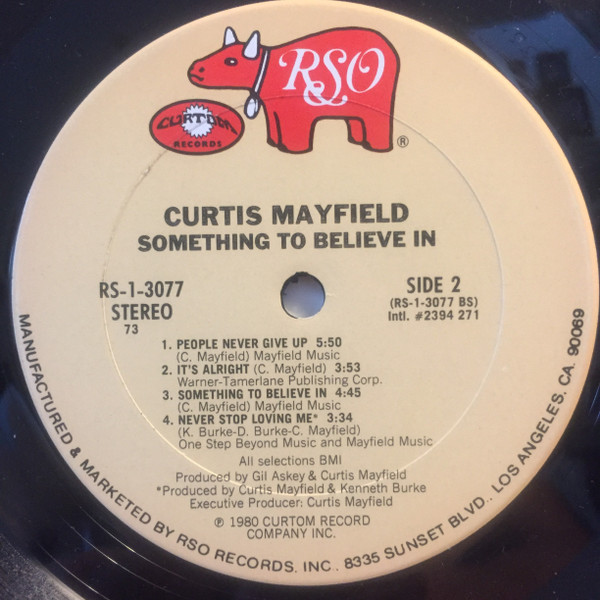 RSO
®
CURTOM
RECORDS
CURTIS MAYFIELD
SOMETHING TO BELIEVE IN
RS-1-3077
STEREO
73
SIDE 2
(RS-1-3077 BS)
Intl. #2394 271
1. PEOPLE NEVER GIVE UP 5:50
(C. Mayfield) Mayfield Music
2. IT'S ALRIGHT (C. Mayfield) 3:53
Warner-Tamerlane Publishing Corp.
3. SOMETHING TO BELIEVE IN 4:45
(C. Mayfield) Mayfield Music
4. NEVER STOP LOVING ME* 3:34
(K. Burke-D. Burke-C. Mayfield)
One Step Beyond Music and Mayfield Music
All selections BMI
Produced by Gil Askey & Curtis Mayfield
*Produced by Curtis Mayfield & Kenneth Burke
Executive Producer: Curtis Mayfield
℗ 1980 CURTOM RECORD
COMPANY INC.
MANUFACTURED & MARKETED BY RSO RECORDS, INC., 8335 SUNSET BLVD., LOS ANGELES, CA. 90069